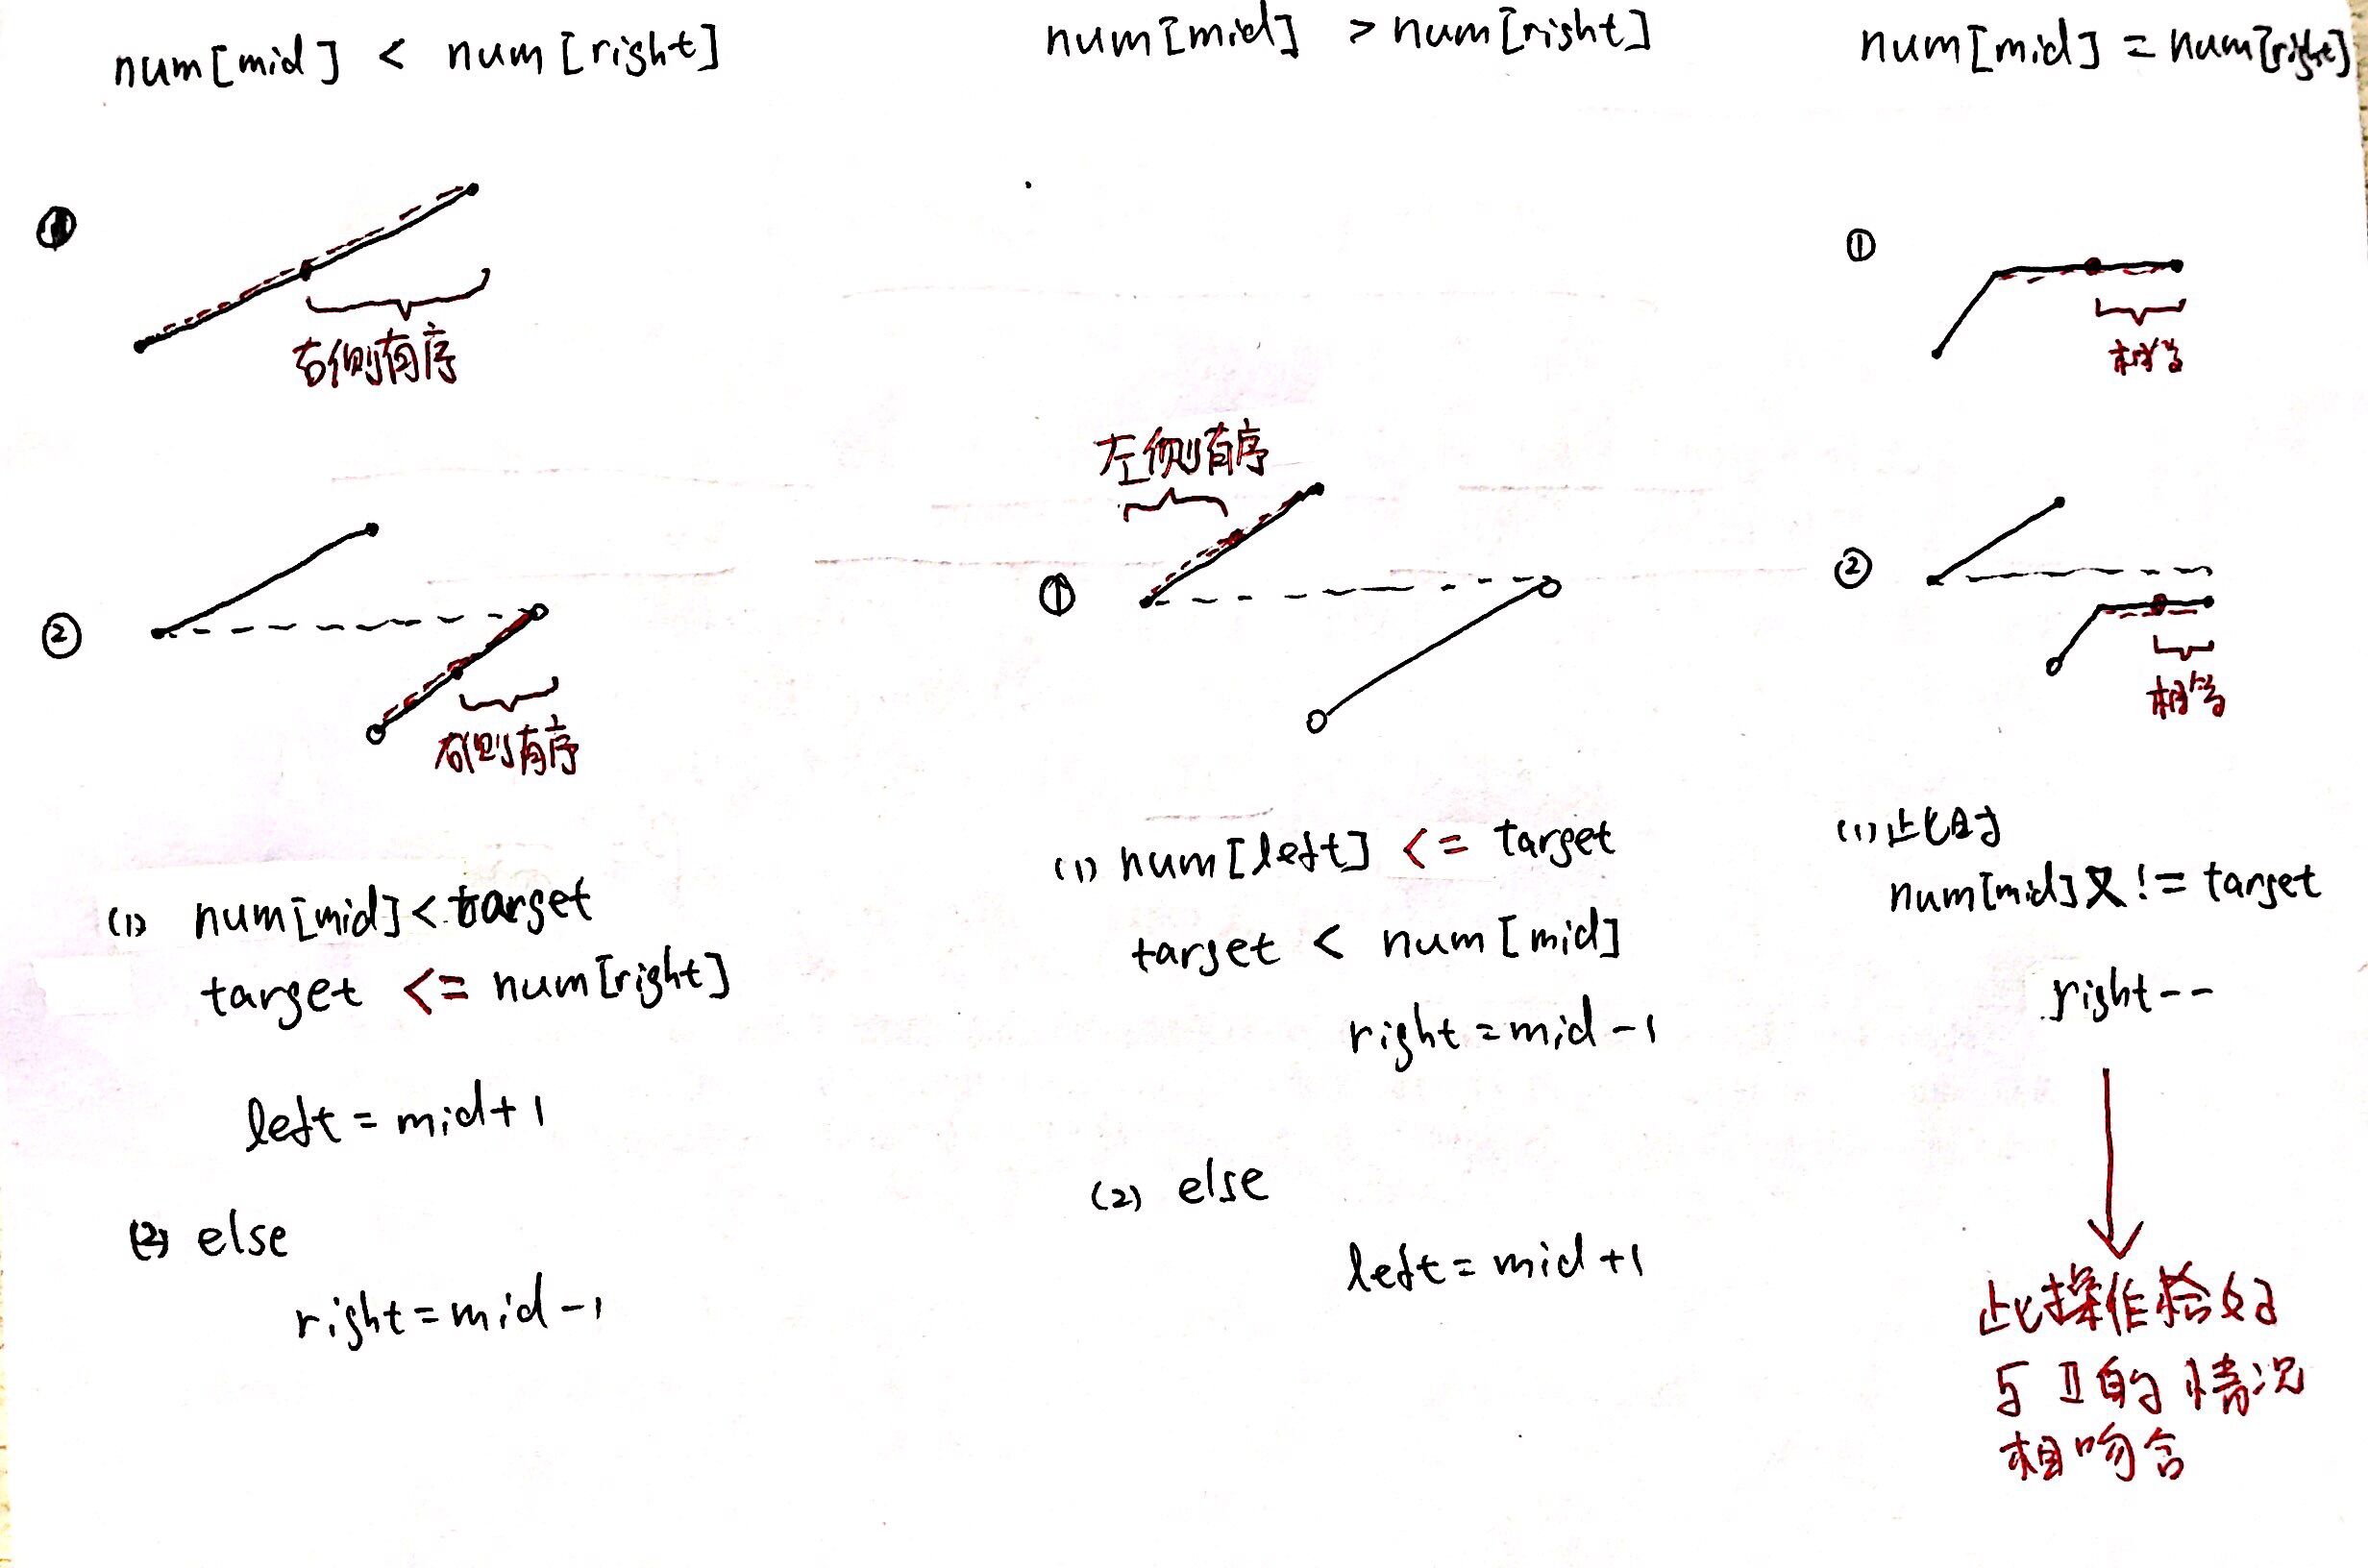 num[mid] < num[right]
①
右侧有序
②
右侧有序
(1) num[mid]<target
target <= num[right]
left = mid+1
(2) else
right=mid-1
num[mid] > num[right]
左侧有序
①
(1) num[left] <= target
target < num[mid]
right=mid-1
(2) else
left=mid+1
num[mid] = num[right]
①
相等
②
相等
(1)此时
num[mid]又!= target
right--
此操作恰好
与Ⅱ的情况
相吻合